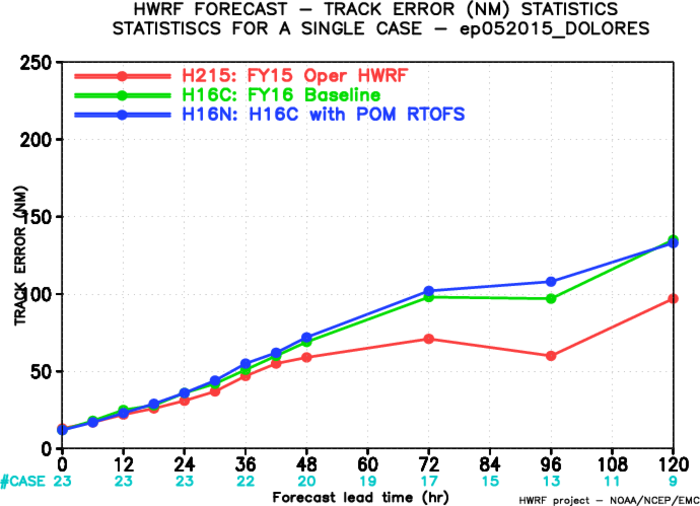 HWRF FORECAST – TRACK ERROR (NM) STATISTICS
STATISTISCS FOR A SINGLE CASE – ep052015_DOLORES
H215: FY15 Oper HWRF
H16C: FY16 Baseline
H16N: H16C with POM RTOFS
TRACK ERROR (NM)
250
200
150
100
50
0
0 12 24 36 48 60 72 84 96 108 120
#CASE 23 23 23 22 20 19 17 15 13 11 9
Forecast lead time (hr)
HWRF project – NOAA/NCEP/EMC